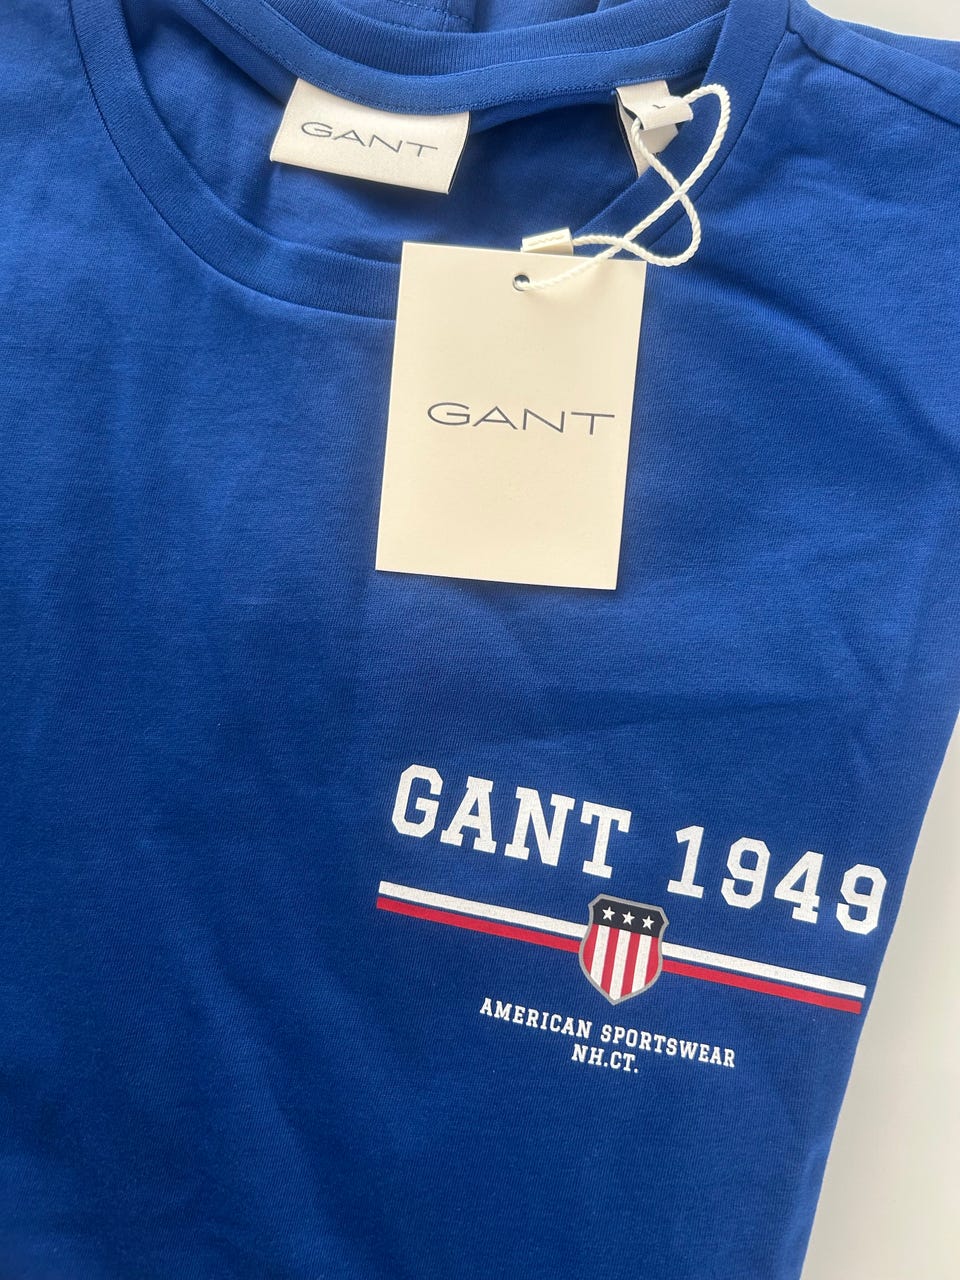 GANT
GANT
GANT 1949
AMERICAN SPORTSWEAR
NH.CT.